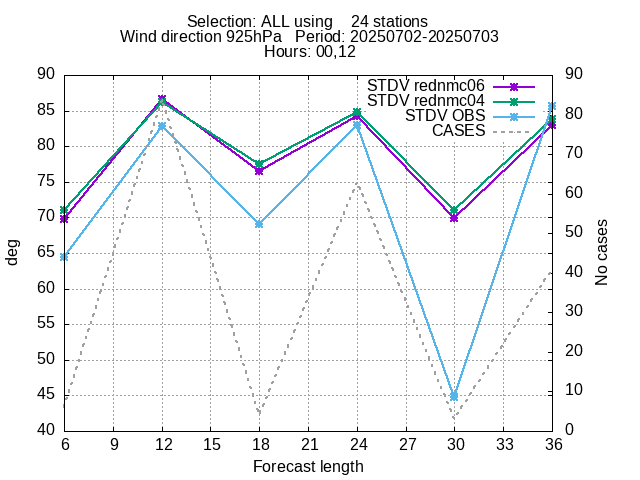 Selection: ALL using    24 stations
Wind direction 925hPa   Period: 20250702-20250703
Hours: 00,12
STDV rednmc06
STDV rednmc04
STDV OBS
CASES
90
85
80
75
70
65
60
55
50
45
40
deg
90
80
70
60
50
40
30
20
10
0
No cases
6 9 12 15 18 21 24 27 30 33 36
Forecast length